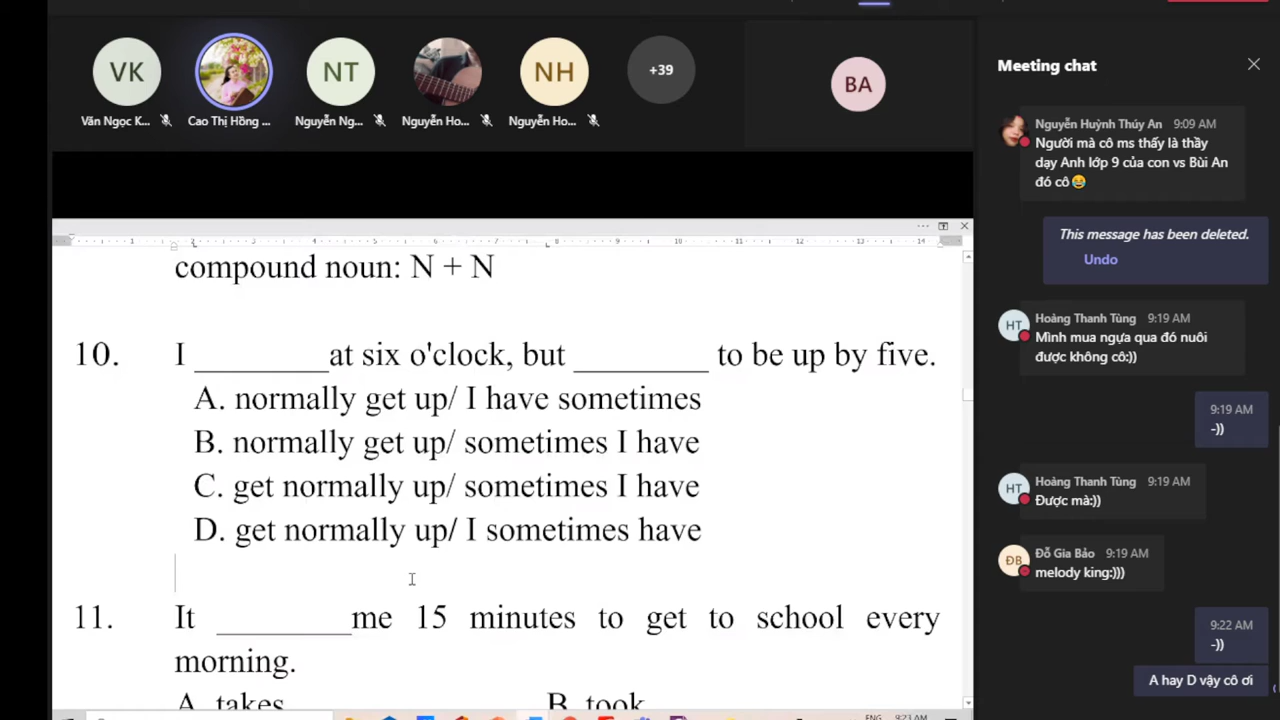 VK
NT
NH
+39
BA
Văn Ngọc K...
Cao Thị Hồng ...
Nguyễn Ng...
Nguyễn Ho...
Nguyễn Ho...
compound noun: N + N
10. I _________at six o'clock, but _________ to be up by five.
A. normally get up/ I have sometimes
B. normally get up/ sometimes I have
C. get normally up/ sometimes I have
D. get normally up/ I sometimes have
11. It _________me 15 minutes to get to school every
morning.
A. takes B. took
Meeting chat
Nguyễn Huỳnh Thúy An 9:09 AM
Người mà cô ms thấy là thầy
dạy Anh lớp 9 của con vs Bùi An
đó cô😂
This message has been deleted.
Undo
HT
Hoàng Thanh Tùng 9:19 AM
Mình mua ngựa qua đó nuôi
được không cô:))
9:19 AM
-))
HT
Hoàng Thanh Tùng 9:19 AM
Được mà:))
ĐB
Đỗ Gia Bảo 9:19 AM
melody king:)))
9:22 AM
-))
A hay D vậy cô ơi
ENG 9:23 AM